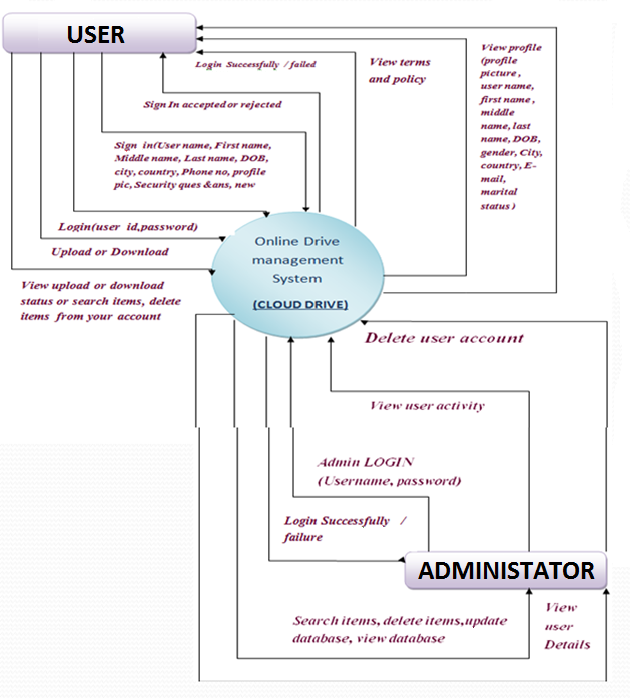 USER
Login Successfully / failed
View terms
and policy
View profile
(profile
picture ,
user name,
first name ,
middle
name, last
name, DOB,
gender, City,
country, E-
mail,
marital
status )
Sign In accepted or rejected
Sign in(User name, First name,
Middle name, Last name, DOB,
city, country, Phone no, profile
pic, Security ques &ans, new
Login(user id,password)
Upload or Download
View upload or download
status or search items, delete
items from your account
Online Drive
management
System
(CLOUD DRIVE)
Delete user account
View user activity
Admin LOGIN
(Username, password)
Login Successfully /
failure
ADMINISTATOR
Search items, delete items,update
database, view database
View
user
Details